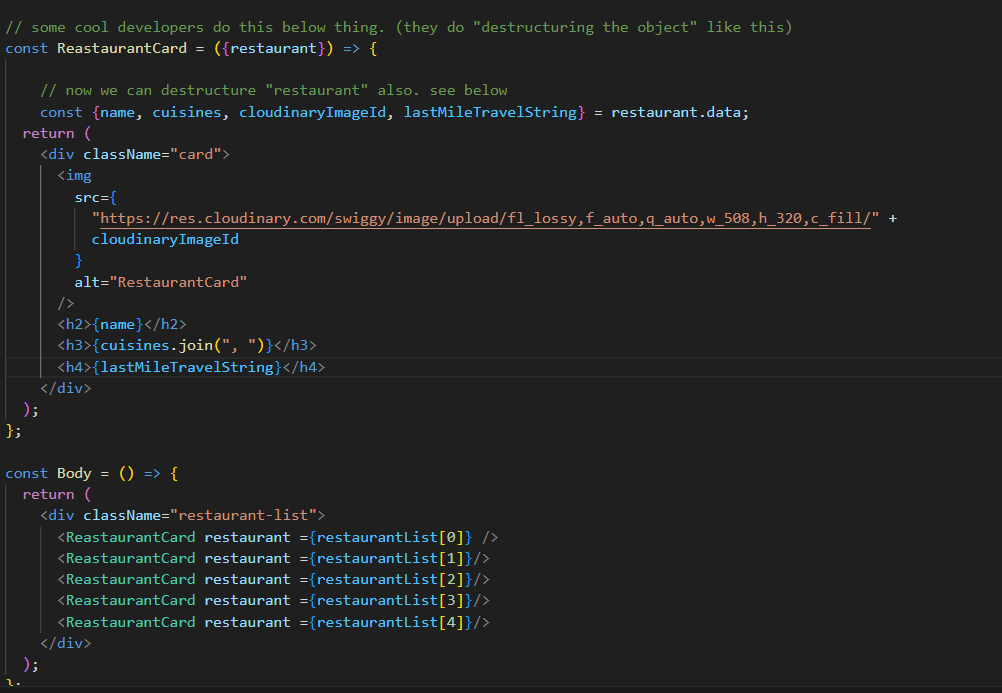 // some cool developers do this below thing. (they do "destructuring the object" like this)
const ReastaurantCard = ({restaurant}) => {
// now we can destructure "restaurant" also. see below
const {name, cuisines, cloudinaryImageId, lastMileTravelString} = restaurant.data;
return (
<div className="card">
<img
src={
"https://res.cloudinary.com/swiggy/image/upload/fl_lossy,f_auto,q_auto,w_508,h_320,c_fill/" +
cloudinaryImageId
}
alt="RestaurantCard"
/>
<h2>{name}</h2>
<h3>{cuisines.join(", ")}</h3>
<h4>{lastMileTravelString}</h4>
</div>
);
};
const Body = () => {
return (
<div className="restaurant-list">
<ReastaurantCard restaurant ={restaurantList[0]} />
<ReastaurantCard restaurant ={restaurantList[1]}/>
<ReastaurantCard restaurant ={restaurantList[2]}/>
<ReastaurantCard restaurant ={restaurantList[3]}/>
<ReastaurantCard restaurant ={restaurantList[4]}/>
</div>
);
};